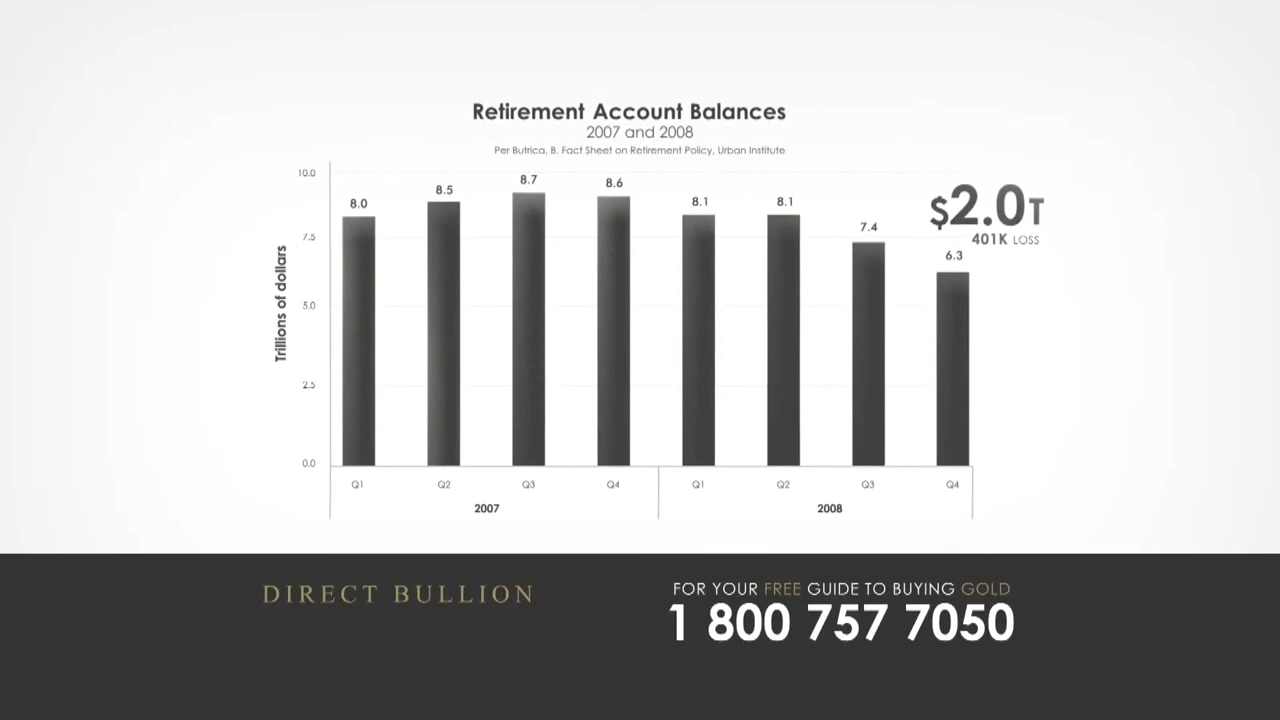 Retirement Account Balances
2007 and 2008
Per Butrica, B. Fact Sheet on Retirement Policy, Urban Institute
Trillions of dollars
10.0
7.5
5.0
2.5
0.0
8.0
8.5
8.7
8.6
8.1
8.1
7.4
6.3
$2.0T
401K LOSS
Q1 Q2 Q3 Q4 Q1 Q2 Q3 Q4
2007 2008
DIRECT BULLION
FOR YOUR FREE GUIDE TO BUYING GOLD
1 800 757 7050